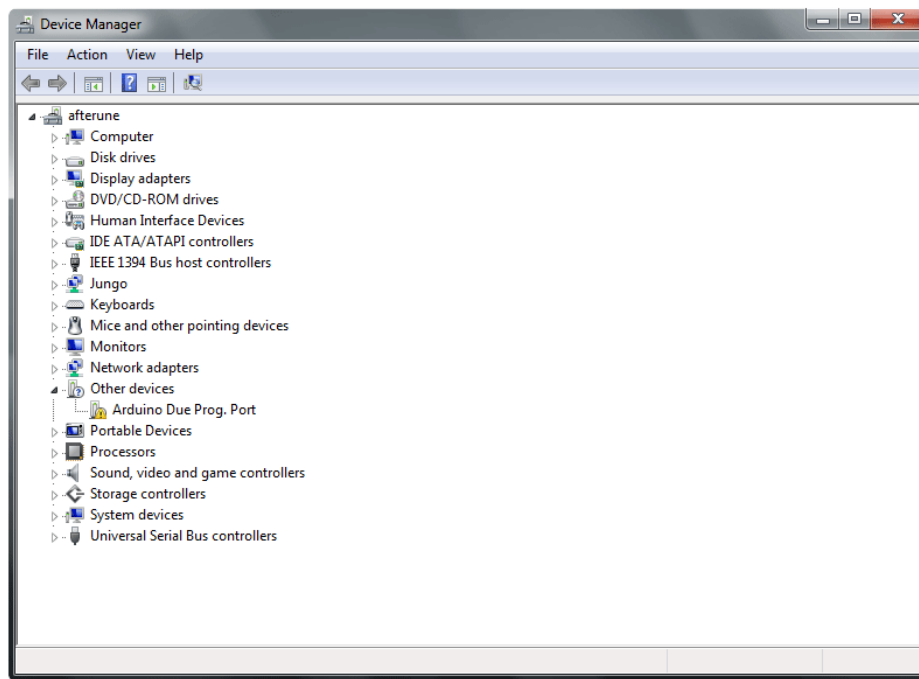 Device Manager
File Action View Help
afterune
Computer
Disk drives
Display adapters
DVD/CD-ROM drives
Human Interface Devices
IDE ATA/ATAPI controllers
IEEE 1394 Bus host controllers
Jungo
Keyboards
Mice and other pointing devices
Monitors
Network adapters
Other devices
Arduino Due Prog. Port
Portable Devices
Processors
Sound, video and game controllers
Storage controllers
System devices
Universal Serial Bus controllers